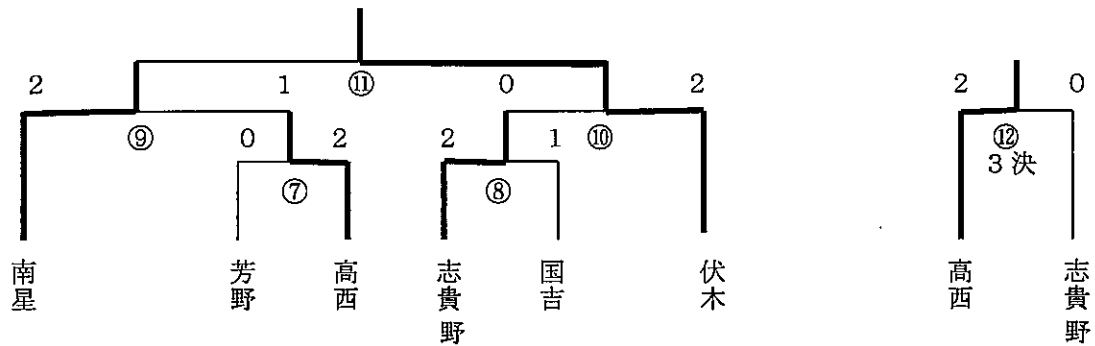 2 1 ⑪ 0 2 2 0
⑨ 0 2 2 1 ⑩ ⑫
⑦ ⑧ 3決
南星 芳野 高西 志貴野 国吉 伏木 高西 志貴野